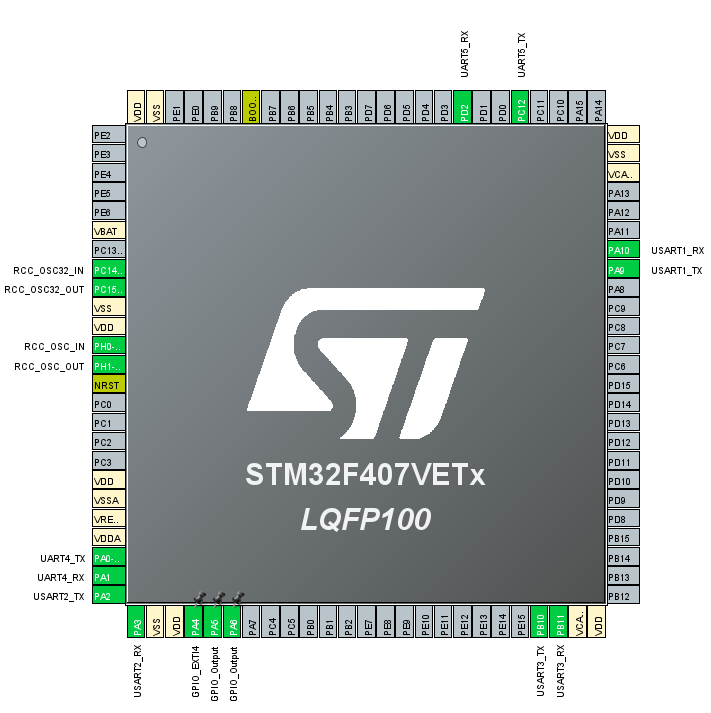 UART5_RX
UART5_TX
VDD
VSS
PE1
PE0
PB9
PB8
BOO..
PB7
PB6
PB5
PB4
PB3
PD7
PD6
PD5
PD4
PD3
PD2
PD1
PD0
PC12
PC11
PC10
PA15
PA14
PE2
PE3
PE4
PE5
PE6
VBAT
PC13..
RCC_OSC32_IN PC14..
RCC_OSC32_OUT PC15..
VSS
VDD
RCC_OSC_IN PH0-..
RCC_OSC_OUT PH1-..
NRST
PC0
PC1
PC2
PC3
VDD
VSSA
VRE..
VDDA
UART4_TX PA0-..
UART4_RX PA1
USART2_TX PA2
VDD
VSS
VCA..
PA13
PA12
PA11
PA10 USART1_RX
PA9 USART1_TX
PA8
PC9
PC8
PC7
PC6
PD15
PD14
PD13
PD12
PD11
PD10
PD9
PD8
PB15
PB14
PB13
PB12
ST
STM32F407VETx
LQFP100
PA3
VSS
VDD
PA4
PA5
PA6
PA7
PC4
PC5
PB0
PB1
PB2
PE7
PE8
PE9
PE10
PE11
PE12
PE13
PE14
PE15
PB10
PB11
VCA..
VDD
USART2_RX
GPIO_EXTI4
GPIO_Output
GPIO_Output
USART3_TX
USART3_RX